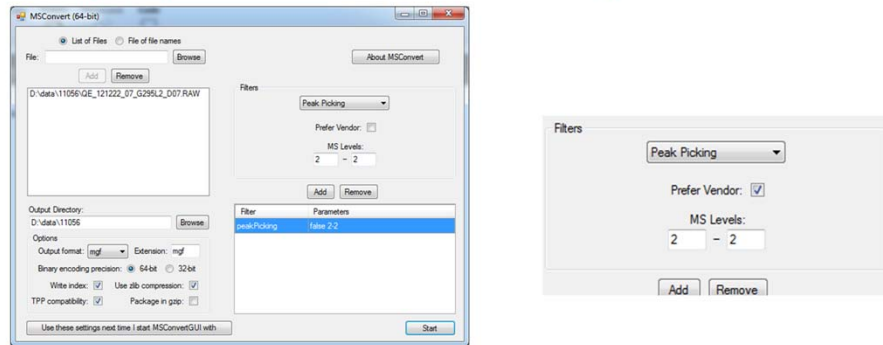 MSConvert (64-bit)
List of Files File of file names
File: Browse About MSConvert
Add Remove
D:\data\11056\QE_121222_07_G295L2_D07.RAW
Filters
Peak Picking
Prefer Vendor:
MS Levels:
2 - 2
Add Remove
Filter Parameters
peakPicking false 2-2
Output Directory:
D:\data\11056 Browse
Options
Output format: mgf Extension: mgf
Binary encoding precision: 64-bit 32-bit
Write index: Use zlib compression:
TPP compatibility: Package in gzip:
Use these settings next time I start MSConvertGUI with
Start
Filters
Peak Picking
Prefer Vendor:
MS Levels:
2 - 2
Add Remove